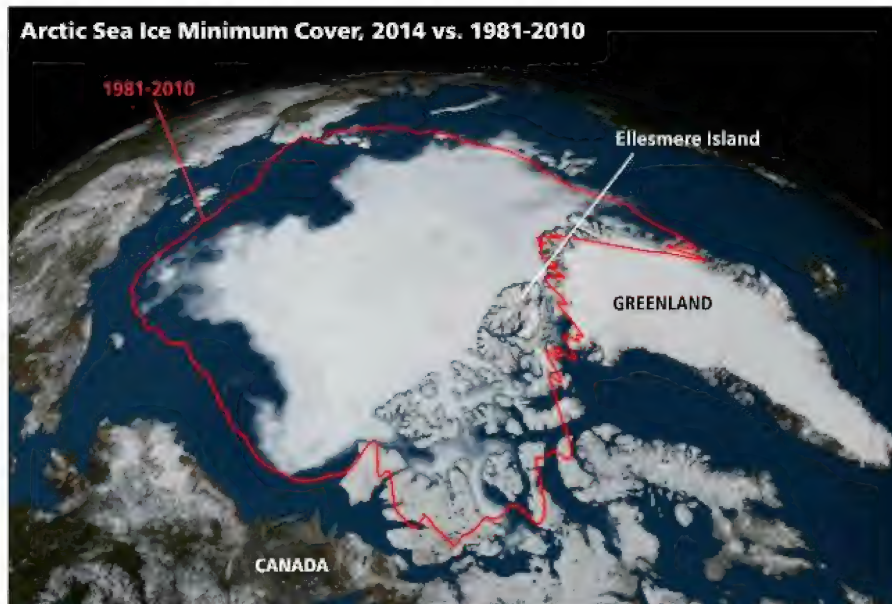 Arctic Sea Ice Minimum Cover, 2014 vs. 1981-2010
1981-2010
Ellesmere Island
GREENLAND
CANADA